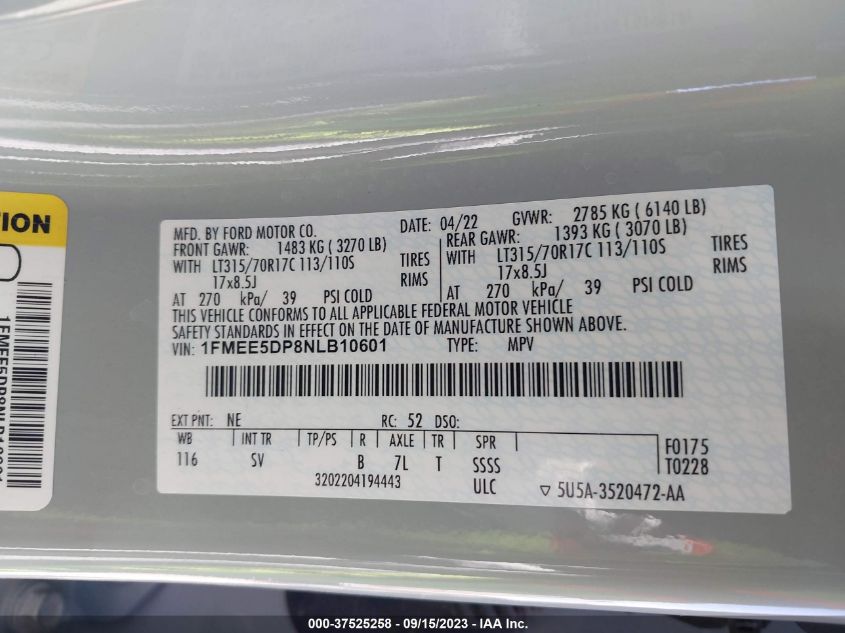 TION
1FMEE5DP8NLB10601
MFD. BY FORD MOTOR CO. DATE: 04/22 GVWR: 2785 KG ( 6140 LB)
FRONT GAWR: 1483 KG ( 3270 LB) REAR GAWR: 1393 KG ( 3070 LB)
WITH LT315/70R17C 113/110S TIRES WITH LT315/70R17C 113/110S TIRES
17x8.5J RIMS 17x8.5J RIMS
AT 270 kPa/ 39 PSI COLD AT 270 kPa/ 39 PSI COLD
THIS VEHICLE CONFORMS TO ALL APPLICABLE FEDERAL MOTOR VEHICLE
SAFETY STANDARDS IN EFFECT ON THE DATE OF MANUFACTURE SHOWN ABOVE.
VIN: 1FMEE5DP8NLB10601 TYPE: MPV
EXT PNT: NE RC: 52 DSO:
WB INT TR TP/PS R AXLE TR SPR F0175
116 SV B 7L T SSSS T0228
3202204194443 ULC ▽ 5U5A-3520472-AA
000-37525258 - 09/15/2023 - IAA Inc.